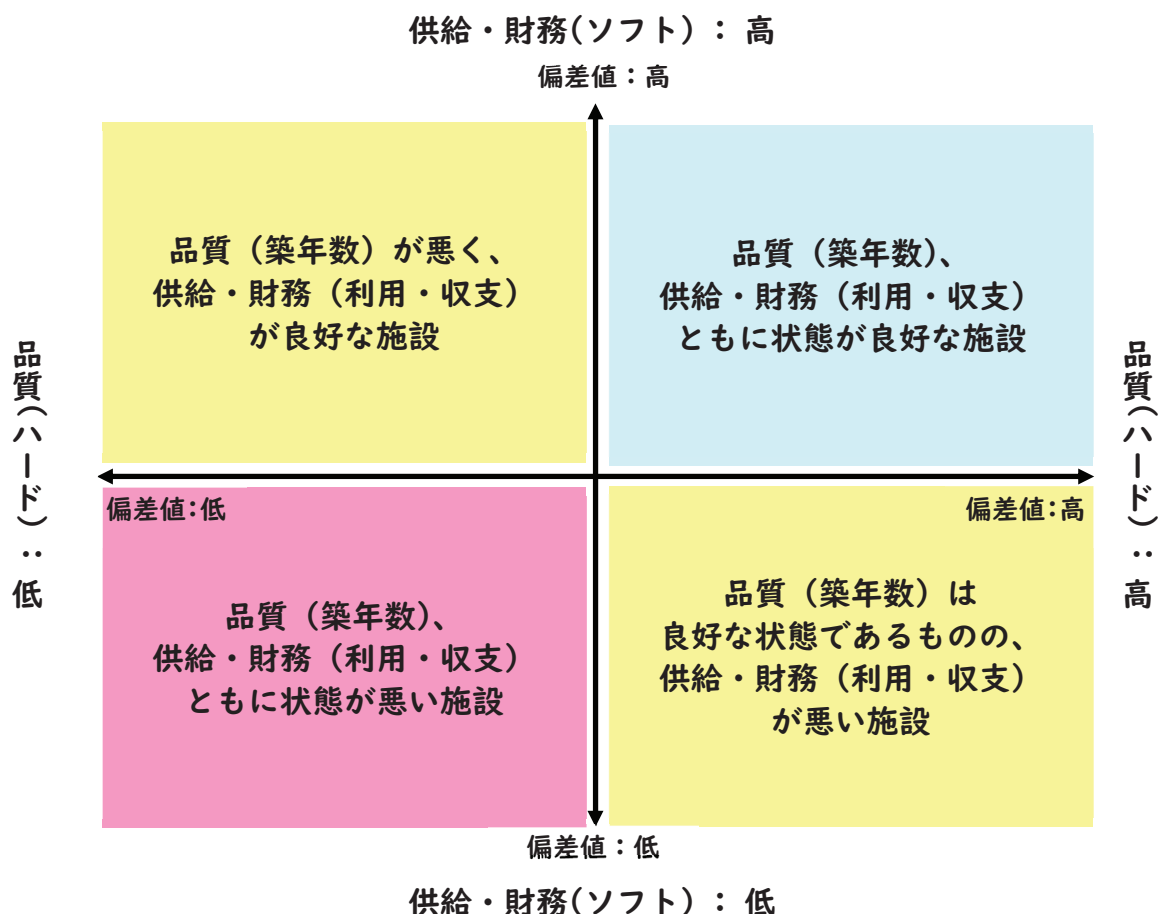 供給・財務(ソフト)：高
偏差値：高
品質（築年数）が悪く、
供給・財務（利用・収支）
が良好な施設
品質（築年数）、
供給・財務（利用・収支）
ともに状態が良好な施設
品質(ハード)：低
品質(ハード)：高
偏差値:低
偏差値:高
品質（築年数）、
供給・財務（利用・収支）
ともに状態が悪い施設
品質（築年数）は
良好な状態であるものの、
供給・財務（利用・収支）
が悪い施設
偏差値：低
供給・財務(ソフト)：低